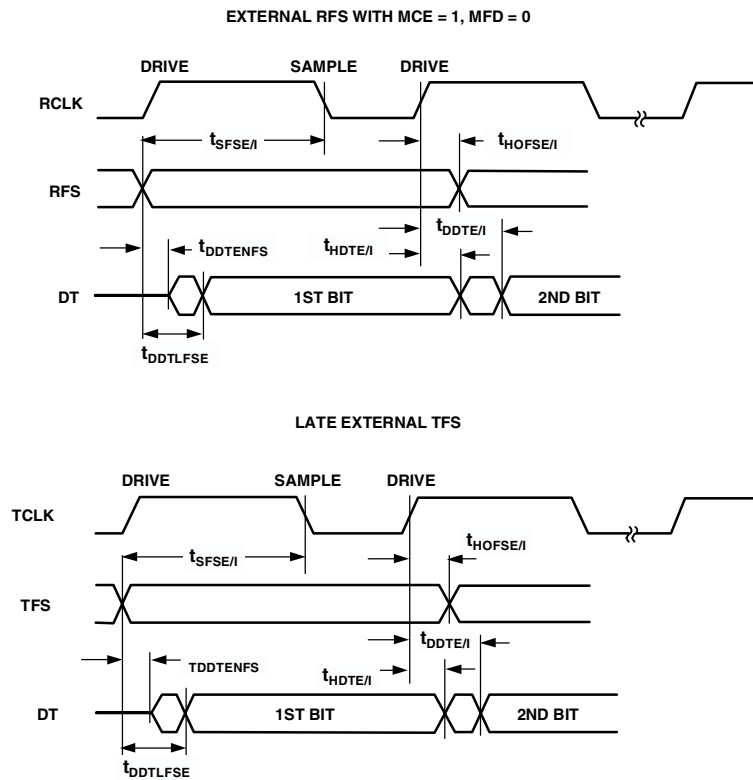 EXTERNAL RFS WITH MCE = 1, MFD = 0
DRIVE SAMPLE DRIVE
RCLK
tSFSE/I tHOFSE/I
RFS
tDDTE/I
tDDTENFS tHDTE/I
DT 1ST BIT 2ND BIT
tDDTLFSE
LATE EXTERNAL TFS
DRIVE SAMPLE DRIVE
TCLK
tSFSE/I tHOFSE/I
TFS
tDDTE/I
TDDTENFS tHDTE/I
DT 1ST BIT 2ND BIT
tDDTLFSE